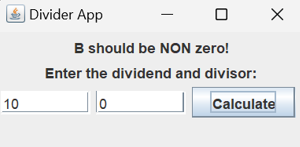 Divider App
B should be NON zero!
Enter the dividend and divisor:
10 0 Calculate